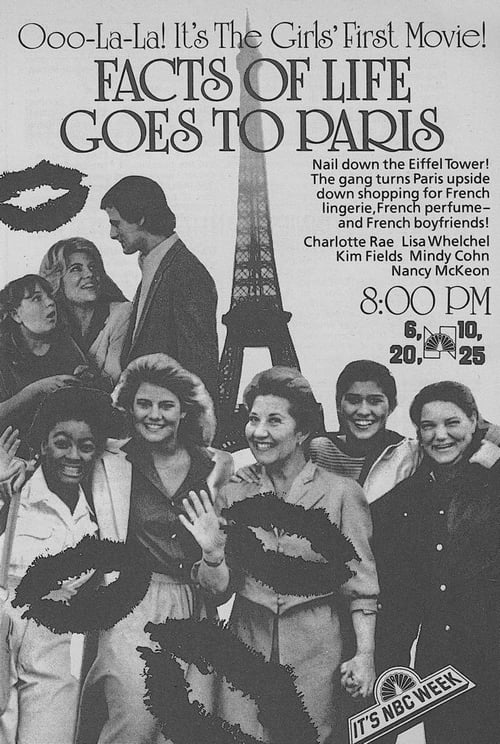 Ooo-La-La! It's The Girls' First Movie!
FACTS OF LIFE
GOES TO PARIS
Nail down the Eiffel Tower!
The gang turns Paris upside
down shopping for French
lingerie, French perfume–
and French boyfriends!
Charlotte Rae Lisa Whelchel
Kim Fields Mindy Cohn
Nancy McKeon
8:00 PM
6, 10,
20, 25
IT'S NBC WEEK